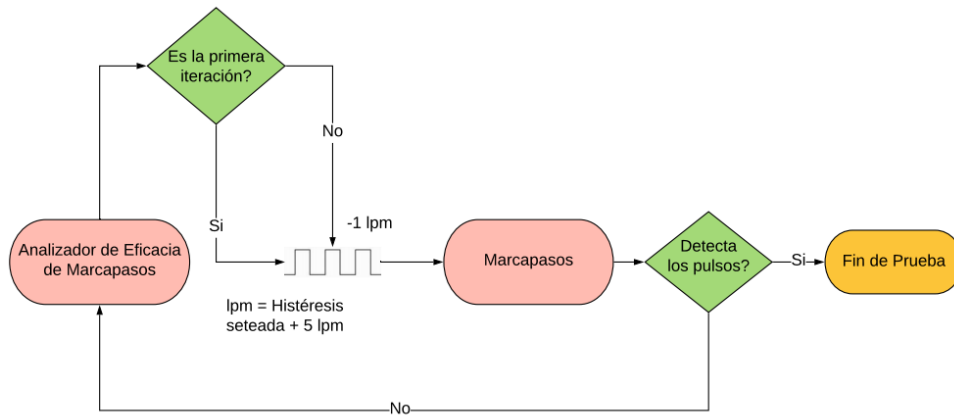 Es la primera
iteración?
No
Si
-1 lpm
Analizador de Eficacia
de Marcapasos
lpm = Histéresis
seteada + 5 lpm
Marcapasos
Detecta
los pulsos?
Si
Fin de Prueba
No